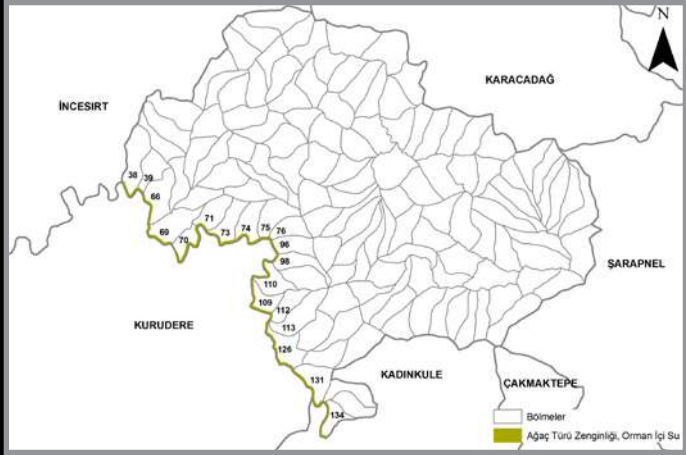 N
KARACADAĞ
İNCESIRT
38
39
66
71
69
70
73
74
75
76
96
98
ŞARAPNEL
110
109
112
113
KURUDERE
126
131
KADINKULE
ÇAKMAKTEPE
134
Bölmeler
Ağaç Türü Zenginliği, Orman İçi Su